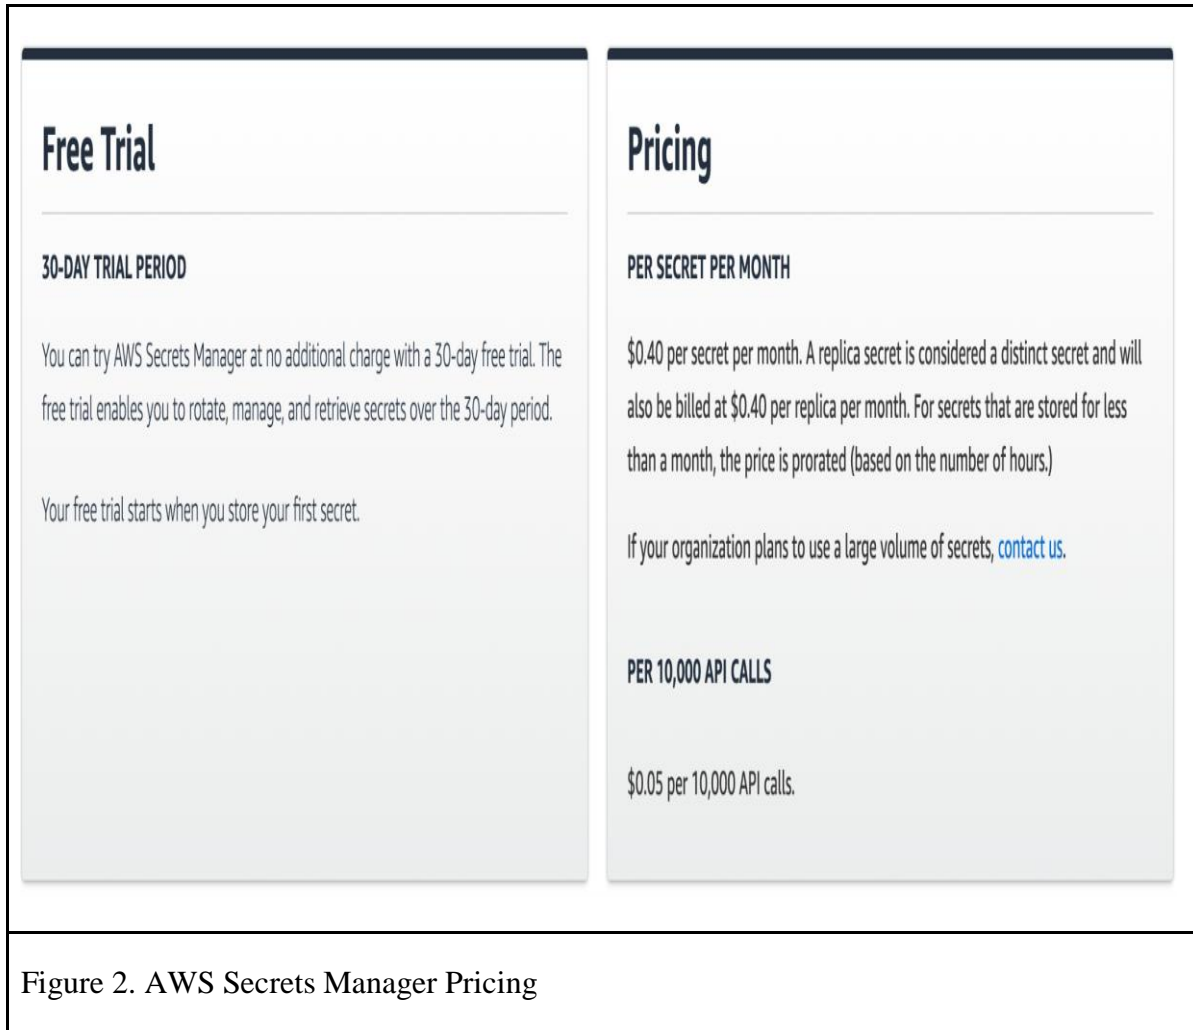 Free Trial
30-DAY TRIAL PERIOD
You can try AWS Secrets Manager at no additional charge with a 30-day free trial. The
free trial enables you to rotate, manage, and retrieve secrets over the 30-day period.
Your free trial starts when you store your first secret.
Pricing
PER SECRET PER MONTH
$0.40 per secret per month. A replica secret is considered a distinct secret and will
also be billed at $0.40 per replica per month. For secrets that are stored for less
than a month, the price is prorated (based on the number of hours.)
If your organization plans to use a large volume of secrets, contact us.
PER 10,000 API CALLS
$0.05 per 10,000 API calls.
Figure 2. AWS Secrets Manager Pricing